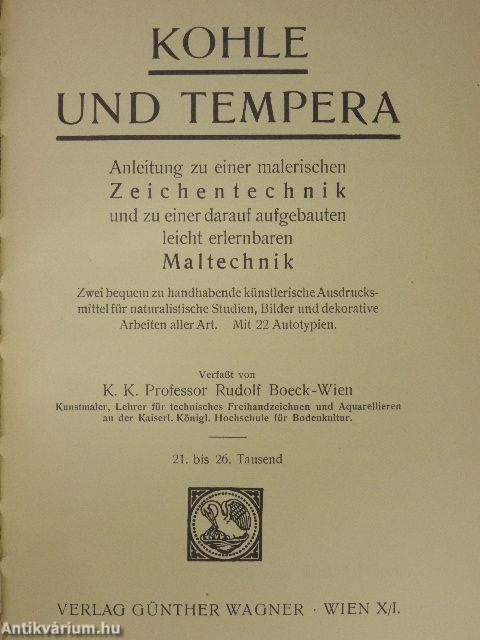 KOHLE
UND TEMPERA
Anleitung zu einer malerischen
Zeichentechnik
und zu einer darauf aufgebauten
leicht erlernbaren
Maltechnik
Zwei bequem zu handhabende künstlerische Ausdrucks-
mittel für naturalistische Studien, Bilder und dekorative
Arbeiten aller Art. Mit 22 Autotypien.
Verfaßt von
K. K. Professor Rudolf Boeck-Wien
Kunstmaler, Lehrer für technisches Freihandzeichnen und Aquarellieren
an der Kaiserl. Königl. Hochschule für Bodenkultur.
21. bis 26. Tausend
VERLAG GÜNTHER WAGNER · WIEN X/I.
Antikvárium.hu